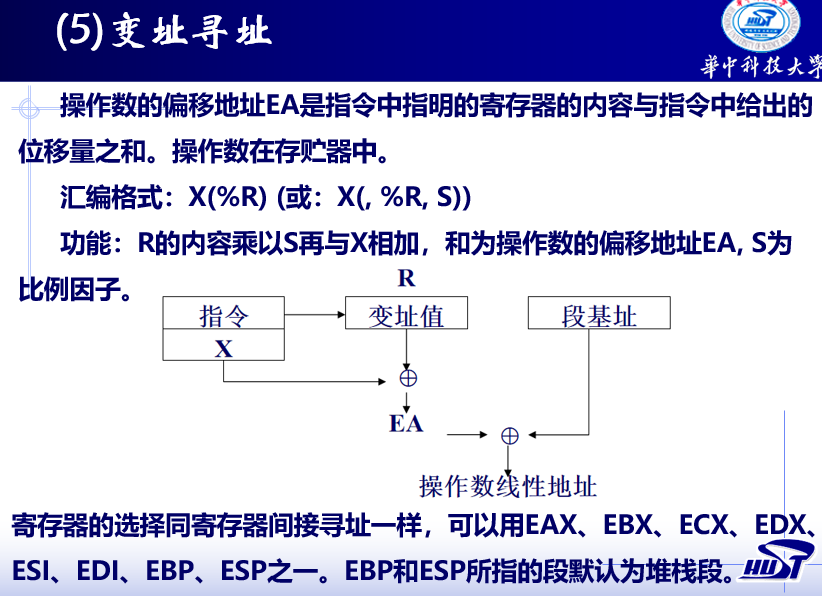 (5)变址寻址
華中科技大学
操作数的偏移地址EA是指令中指明的寄存器的内容与指令中给出的
位移量之和。操作数在存贮器中。
汇编格式：X(%R) (或：X(, %R, S))
功能：R的内容乘以S再与X相加，和为操作数的偏移地址EA, S为
比例因子。
R
指令
变址值
段基址
X
EA
操作数线性地址
寄存器的选择同寄存器间接寻址一样，可以用EAX、EBX、ECX、EDX、
ESI、EDI、EBP、ESP之一。EBP和ESP所指的段默认为堆栈段。
HUST